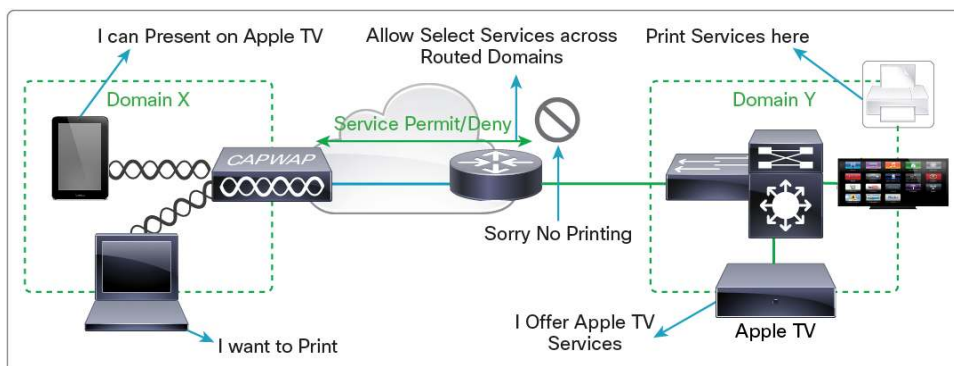 I can Present on Apple TV
Allow Select Services across
Routed Domains
Print Services here
Domain X
Service Permit/Deny
Domain Y
CAPWAP
Sorry No Printing
I want to Print
I Offer Apple TV
Services
Apple TV